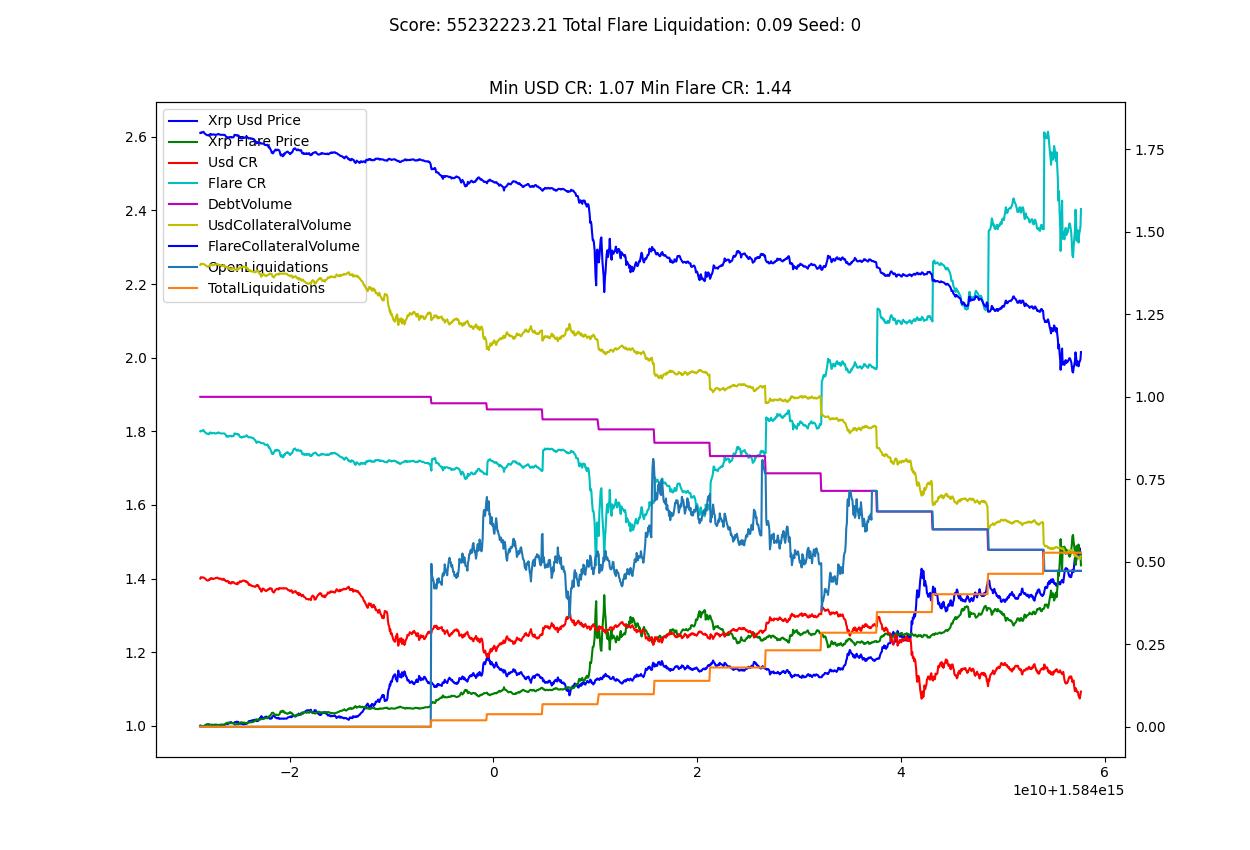 Score: 55232223.21 Total Flare Liquidation: 0.09 Seed: 0
Min USD CR: 1.07 Min Flare CR: 1.44
Xrp Usd Price
Xrp Flare Price
Usd CR
Flare CR
DebtVolume
UsdCollateralVolume
FlareCollateralVolume
OpenLiquidations
TotalLiquidations
2.6
2.4
2.2
2.0
1.8
1.6
1.4
1.2
1.0
1.75
1.50
1.25
1.00
0.75
0.50
0.25
0.00
−2 0 2 4 6
1e10+1.584e15